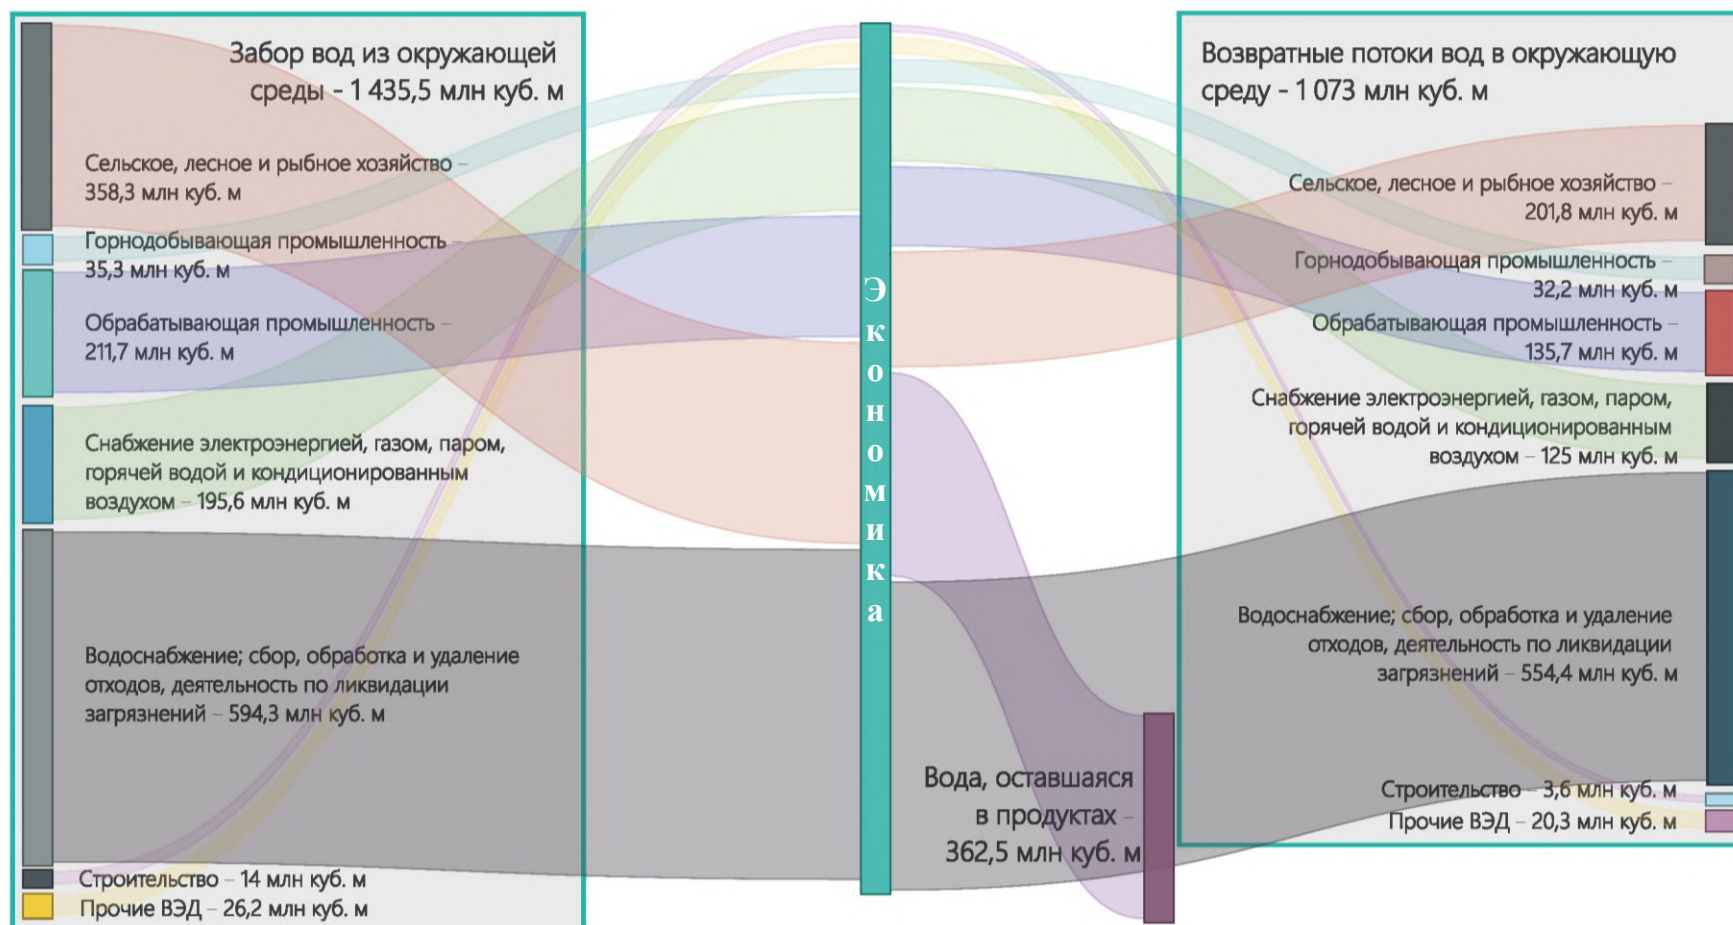 Забор вод из окружающей
среды - 1 435,5 млн куб. м
Сельское, лесное и рыбное хозяйство –
358,3 млн куб. м
Горнодобывающая промышленность –
35,3 млн куб. м
Обрабатывающая промышленность –
211,7 млн куб. м
Снабжение электроэнергией, газом, паром,
горячей водой и кондиционированным
воздухом – 195,6 млн куб. м
Водоснабжение; сбор, обработка и удаление
отходов, деятельность по ликвидации
загрязнений – 594,3 млн куб. м
Строительство – 14 млн куб. м
Прочие ВЭД – 26,2 млн куб. м
Экономика
Вода, оставшаяся
в продуктах –
362,5 млн куб. м
Возвратные потоки вод в окружающую
среду - 1 073 млн куб. м
Сельское, лесное и рыбное хозяйство –
201,8 млн куб. м
Горнодобывающая промышленность –
32,2 млн куб. м
Обрабатывающая промышленность –
135,7 млн куб. м
Снабжение электроэнергией, газом, паром,
горячей водой и кондиционированным
воздухом – 125 млн куб. м
Водоснабжение; сбор, обработка и удаление
отходов, деятельность по ликвидации
загрязнений – 554,4 млн куб. м
Строительство – 3,6 млн куб. м
Прочие ВЭД – 20,3 млн куб. м